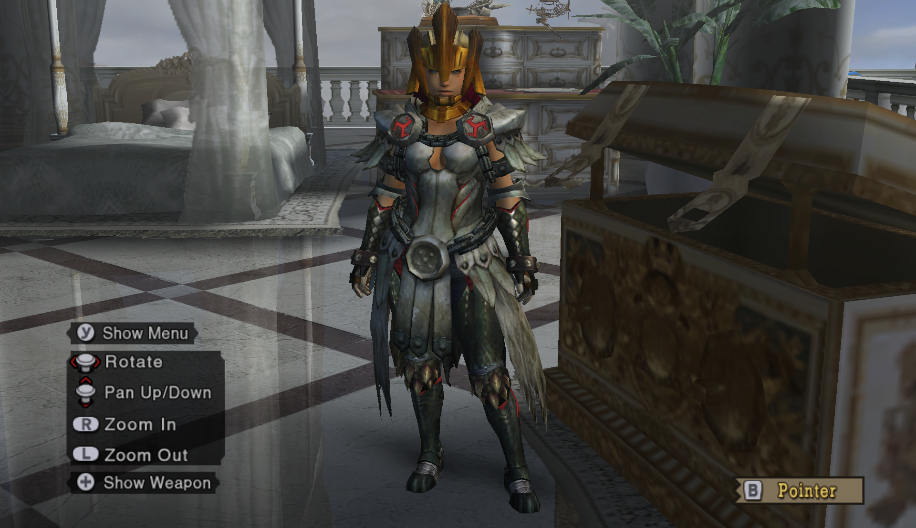 Y Show Menu
Rotate
Pan Up/Down
R Zoom In
L Zoom Out
+ Show Weapon
B Pointer